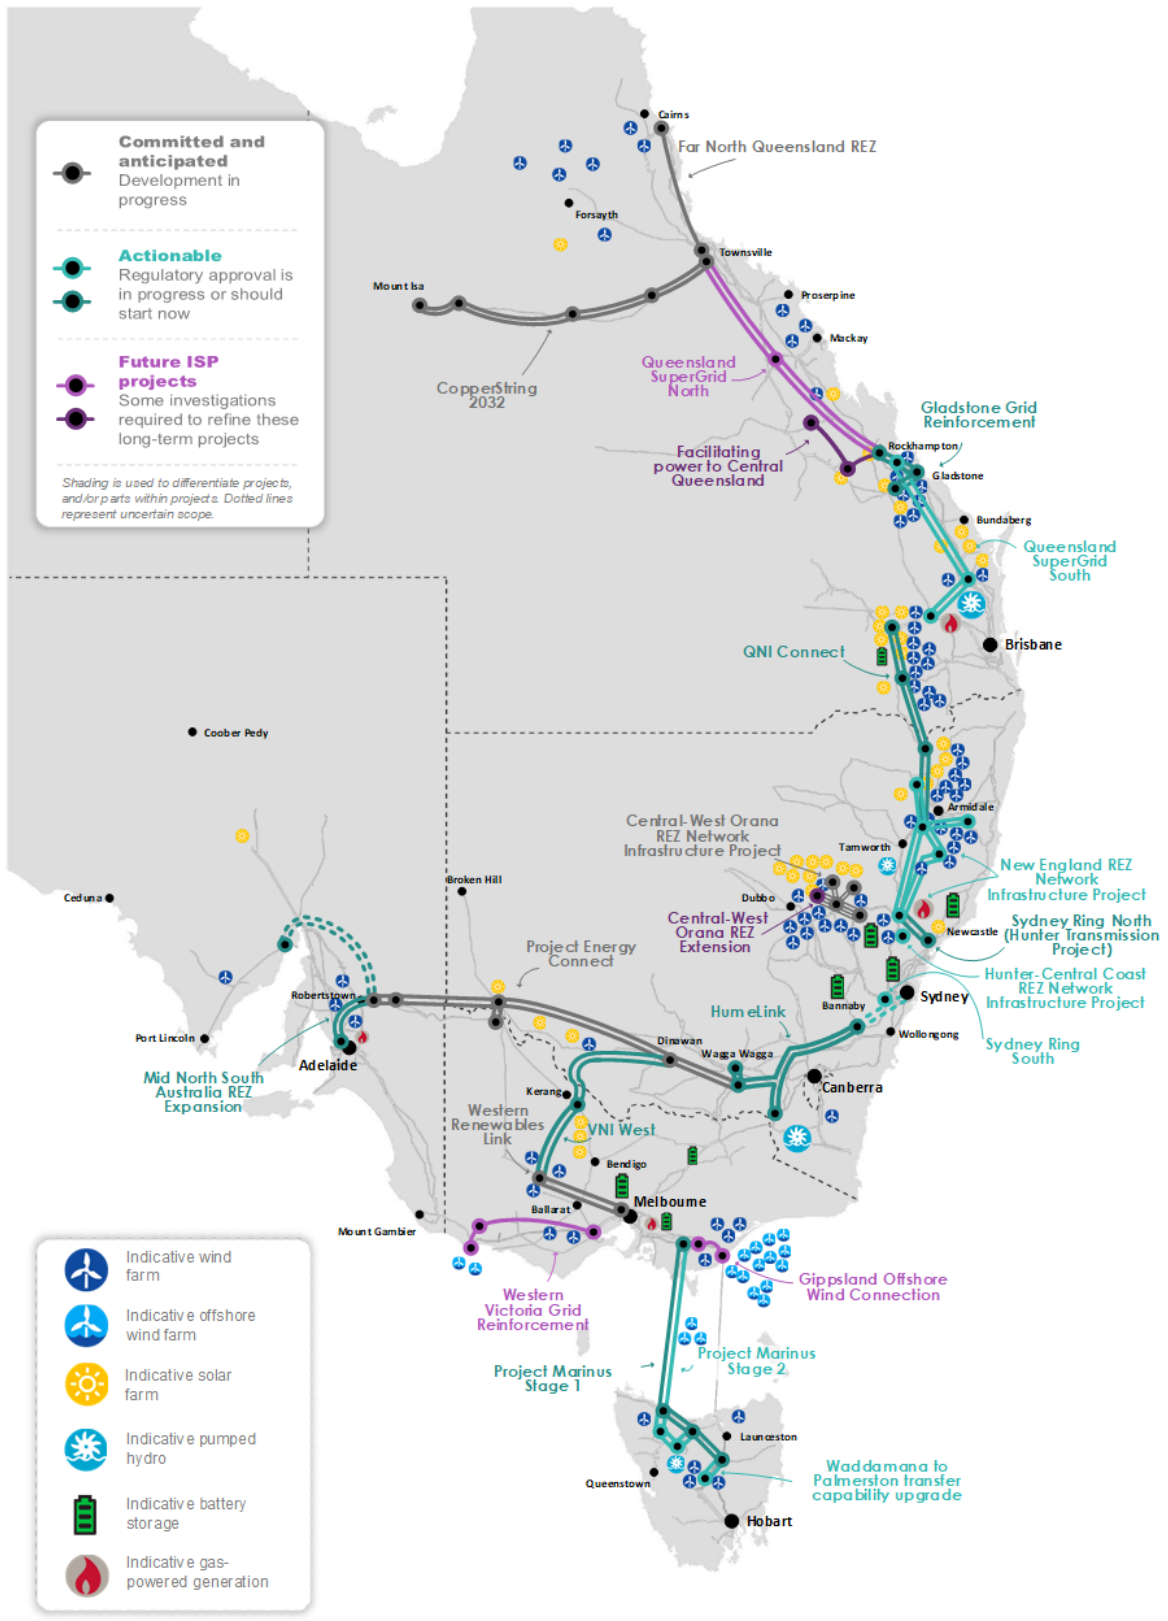 Committed and
anticipated
Development in
progress
Actionable
Regulatory approval is
in progress or should
start now
Future ISP
projects
Some investigations
required to refine these
long-term projects
Shading is used to differentiate projects,
and/or parts within projects. Dotted lines
represent uncertain scope.
Cairns
Far North Queensland REZ
Forsayth
Townsville
Mount Isa
Proserpine
Mackay
CopperString
2032
Queensland
SuperGrid
North
Gladstone Grid
Reinforcement
Facilitating
power to Central
Queensland
Rockhampton
Gladstone
Bundaberg
Queensland
SuperGrid
South
QNI Connect
Brisbane
Coober Pedy
Armidale
Central-West Orana
REZ Network
Infrastructure Project
Tamworth
New England REZ
Network
Infrastructure Project
Broken Hill
Ceduna
Dubbo
Central-West
Orana REZ
Extension
Newcastle
Sydney Ring North
(Hunter Transmission
Project)
Project Energy
Connect
Hunter-Central Coast
REZ Network
Infrastructure Project
Robertstown
Bannaby
Sydney
HumeLink
Port Lincoln
Adelaide
Dinawan
Wagga Wagga
Wollongong
Sydney Ring
South
Mid North South
Australia REZ
Expansion
Kerang
Canberra
Western
Renewables
Link
VNI West
Bendigo
Ballarat
Melbourne
Mount Gambier
Western
Victoria Grid
Reinforcement
Gippsland Offshore
Wind Connection
Project Marinus
Stage 1
Project Marinus
Stage 2
Launceston
Queenstown
Waddamana to
Palmerston transfer
capability upgrade
Hobart
Indicative wind
farm
Indicative offshore
wind farm
Indicative solar
farm
Indicative pumped
hydro
Indicative battery
storage
Indicative gas-
powered generation